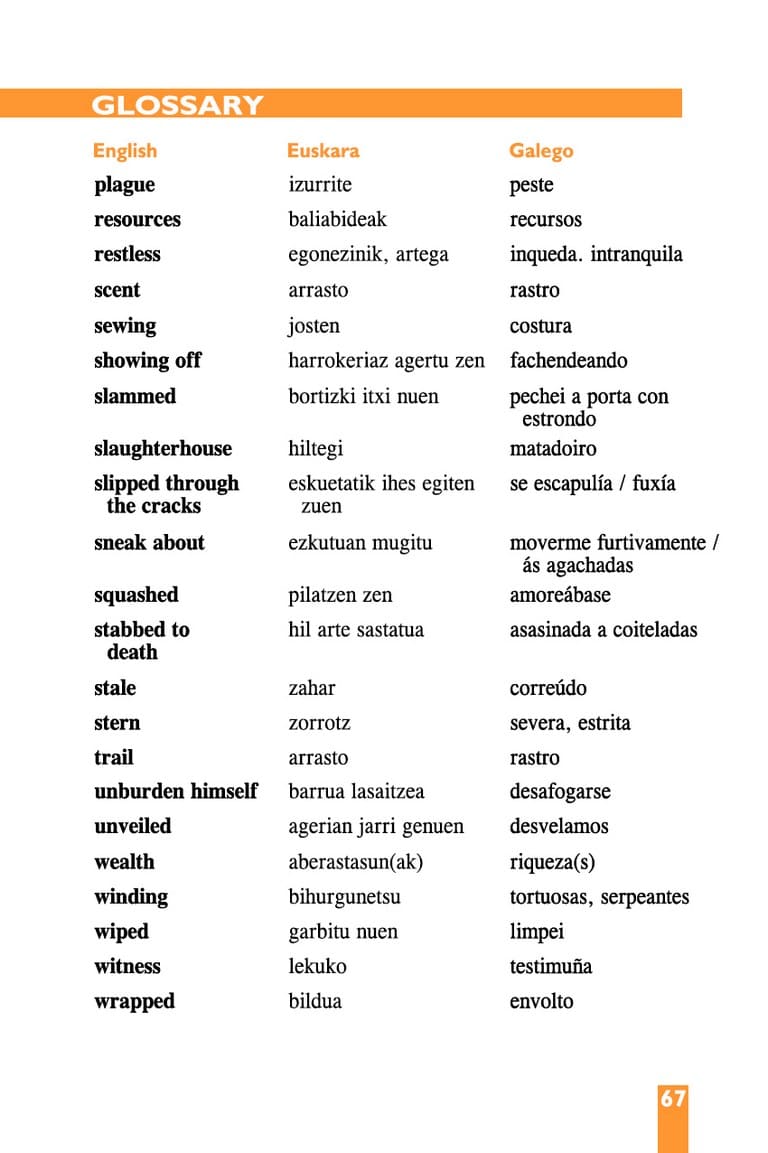 GLOSSARY
English Euskara Galego
plague izurrite peste
resources baliabideak recursos
restless egonezinik, artega inqueda. intranquila
scent arrasto rastro
sewing josten costura
showing off harrokeriaz agertu zen fachendeando
slammed bortizki itxi nuen pechei a porta con
estrondo
slaughterhouse hiltegi matadoiro
slipped through eskuetatik ihes egiten se escapulía / fuxía
the cracks zuen
sneak about ezkutuan mugitu moverme furtivamente /
ás agachadas
squashed pilatzen zen amoreábase
stabbed to hil arte sastatua asasinada a coiteladas
death
stale zahar correúdo
stern zorrotz severa, estrita
trail arrasto rastro
unburden himself barrua lasaitzea desafogarse
unveiled agerian jarri genuen desvelamos
wealth aberastasun(ak) riqueza(s)
winding bihurgunetsu tortuosas, serpeantes
wiped garbitu nuen limpei
witness lekuko testimuña
wrapped bildua envolto
67